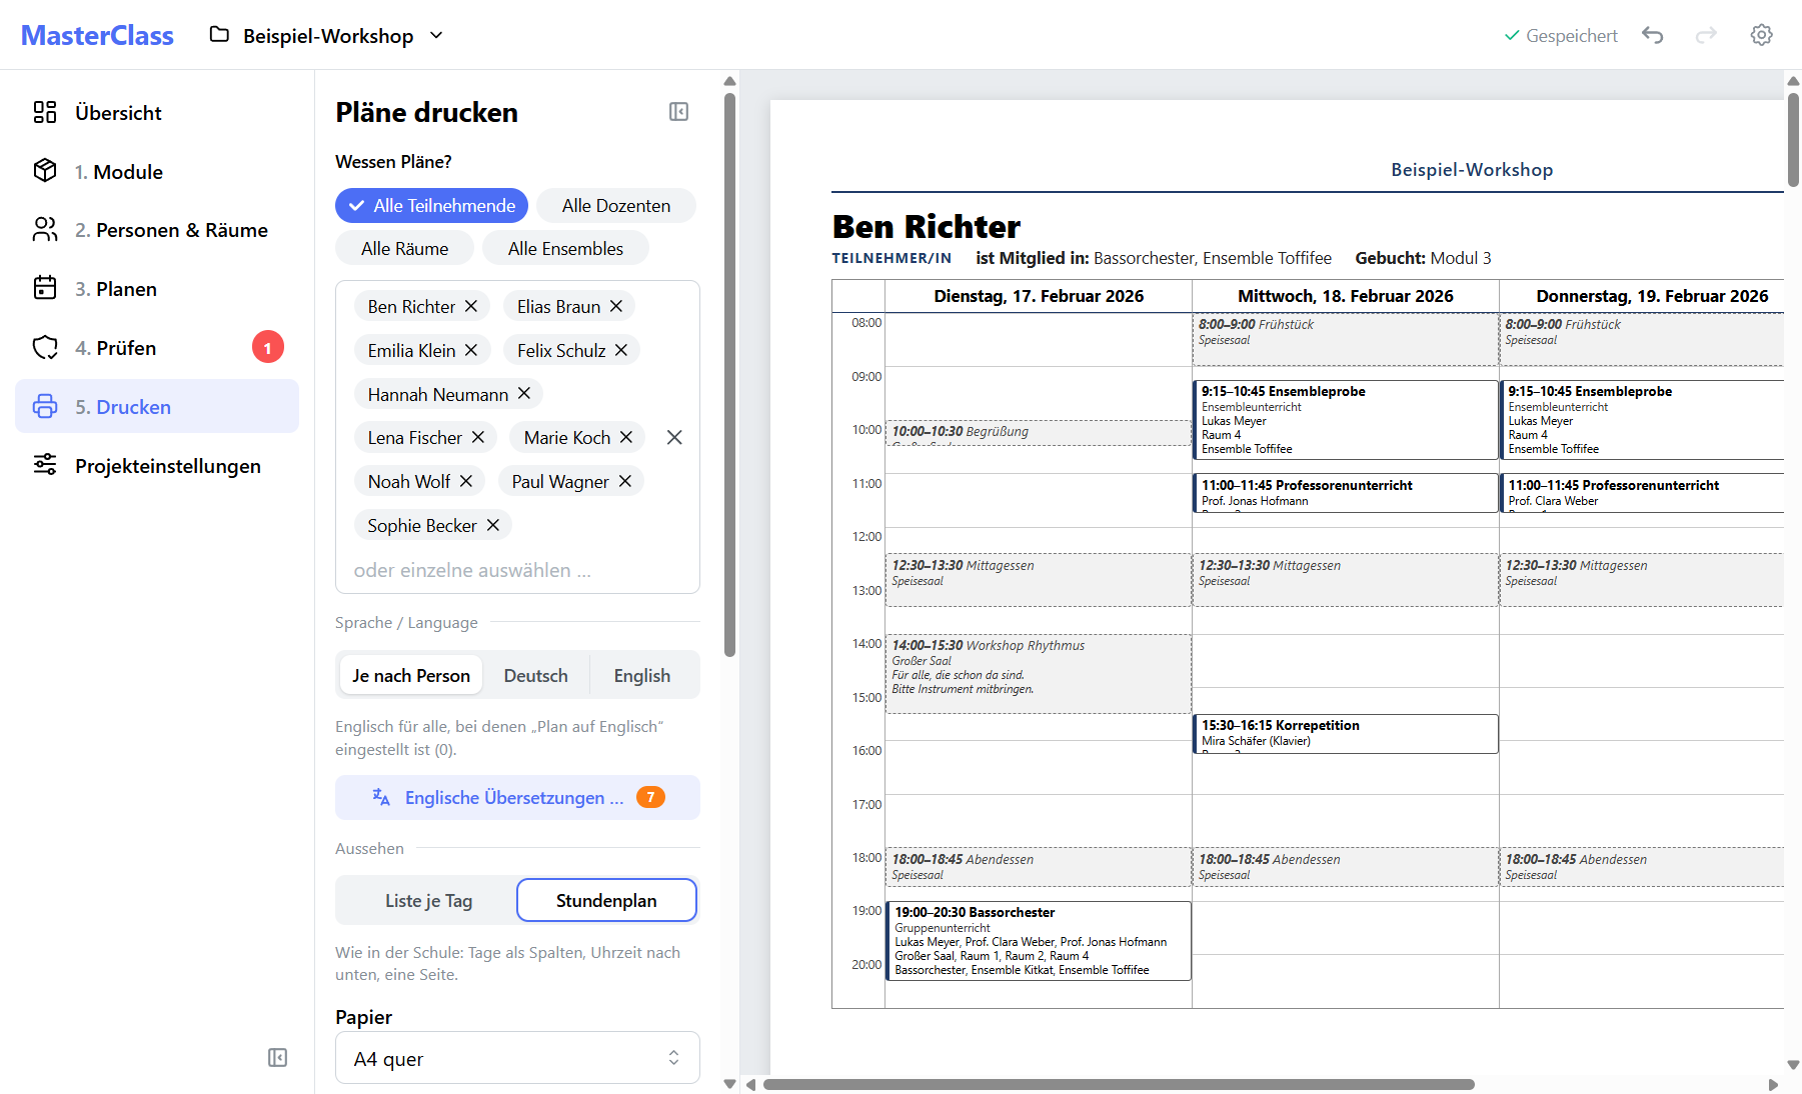 MasterClass
Beispiel-Workshop
Gespeichert
Übersicht
1. Module
2. Personen & Räume
3. Planen
4. Prüfen
1
5. Drucken
Projekteinstellungen
Pläne drucken
Wessen Pläne?
Alle Teilnehmende
Alle Dozenten
Alle Räume
Alle Ensembles
Ben Richter
Elias Braun
Emilia Klein
Felix Schulz
Hannah Neumann
Lena Fischer
Marie Koch
Noah Wolf
Paul Wagner
Sophie Becker
oder einzelne auswählen ...
Sprache / Language
Je nach Person
Deutsch
English
Englisch für alle, bei denen „Plan auf Englisch“
eingestellt ist (0).
Englische Übersetzungen ...
7
Aussehen
Liste je Tag
Stundenplan
Wie in der Schule: Tage als Spalten, Uhrzeit nach
unten, eine Seite.
Papier
A4 quer
Beispiel-Workshop
Ben Richter
TEILNEHMER/IN ist Mitglied in: Bassorchester, Ensemble Toffifee Gebucht: Modul 3
Dienstag, 17. Februar 2026
Mittwoch, 18. Februar 2026
Donnerstag, 19. Februar 2026
08:00
09:00
10:00
11:00
12:00
13:00
14:00
15:00
16:00
17:00
18:00
19:00
20:00
10:00–10:30 Begrüßung
12:30–13:30 Mittagessen
Speisesaal
14:00–15:30 Workshop Rhythmus
Großer Saal
Für alle, die schon da sind.
Bitte Instrument mitbringen.
18:00–18:45 Abendessen
Speisesaal
19:00–20:30 Bassorchester
Gruppenunterricht
Lukas Meyer, Prof. Clara Weber, Prof. Jonas Hofmann
Großer Saal, Raum 1, Raum 2, Raum 4
Bassorchester, Ensemble Kitkat, Ensemble Toffifee
8:00–9:00 Frühstück
Speisesaal
9:15–10:45 Ensembleprobe
Ensembleunterricht
Lukas Meyer
Raum 4
Ensemble Toffifee
11:00–11:45 Professorenunterricht
Prof. Jonas Hofmann
12:30–13:30 Mittagessen
Speisesaal
15:30–16:15 Korrepetition
Mira Schäfer (Klavier)
18:00–18:45 Abendessen
Speisesaal
8:00–9:00 Frühstück
Speisesaal
9:15–10:45 Ensembleprobe
Ensembleunterricht
Lukas Meyer
Raum 4
Ensemble Toffifee
11:00–11:45 Professorenunterricht
Prof. Clara Weber
12:30–13:30 Mittagessen
Speisesaal
18:00–18:45 Abendessen
Speisesaal